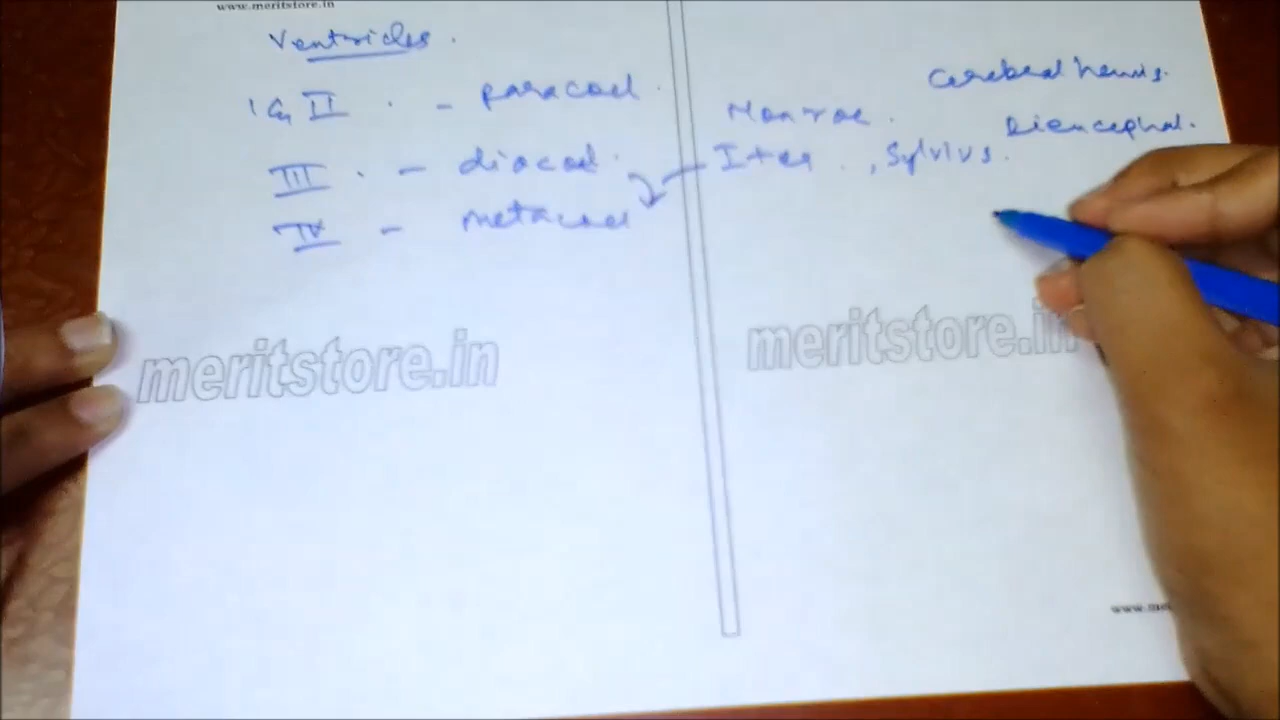 www.meritstore.in
Ventricles.
I & II . - paracoel.
III . - diacoel.
IV - metacoel
Cerebral hemis.
Monroe.
Diencephal.
Iter . , Sylvius.
meritstore.in
meritstore.in